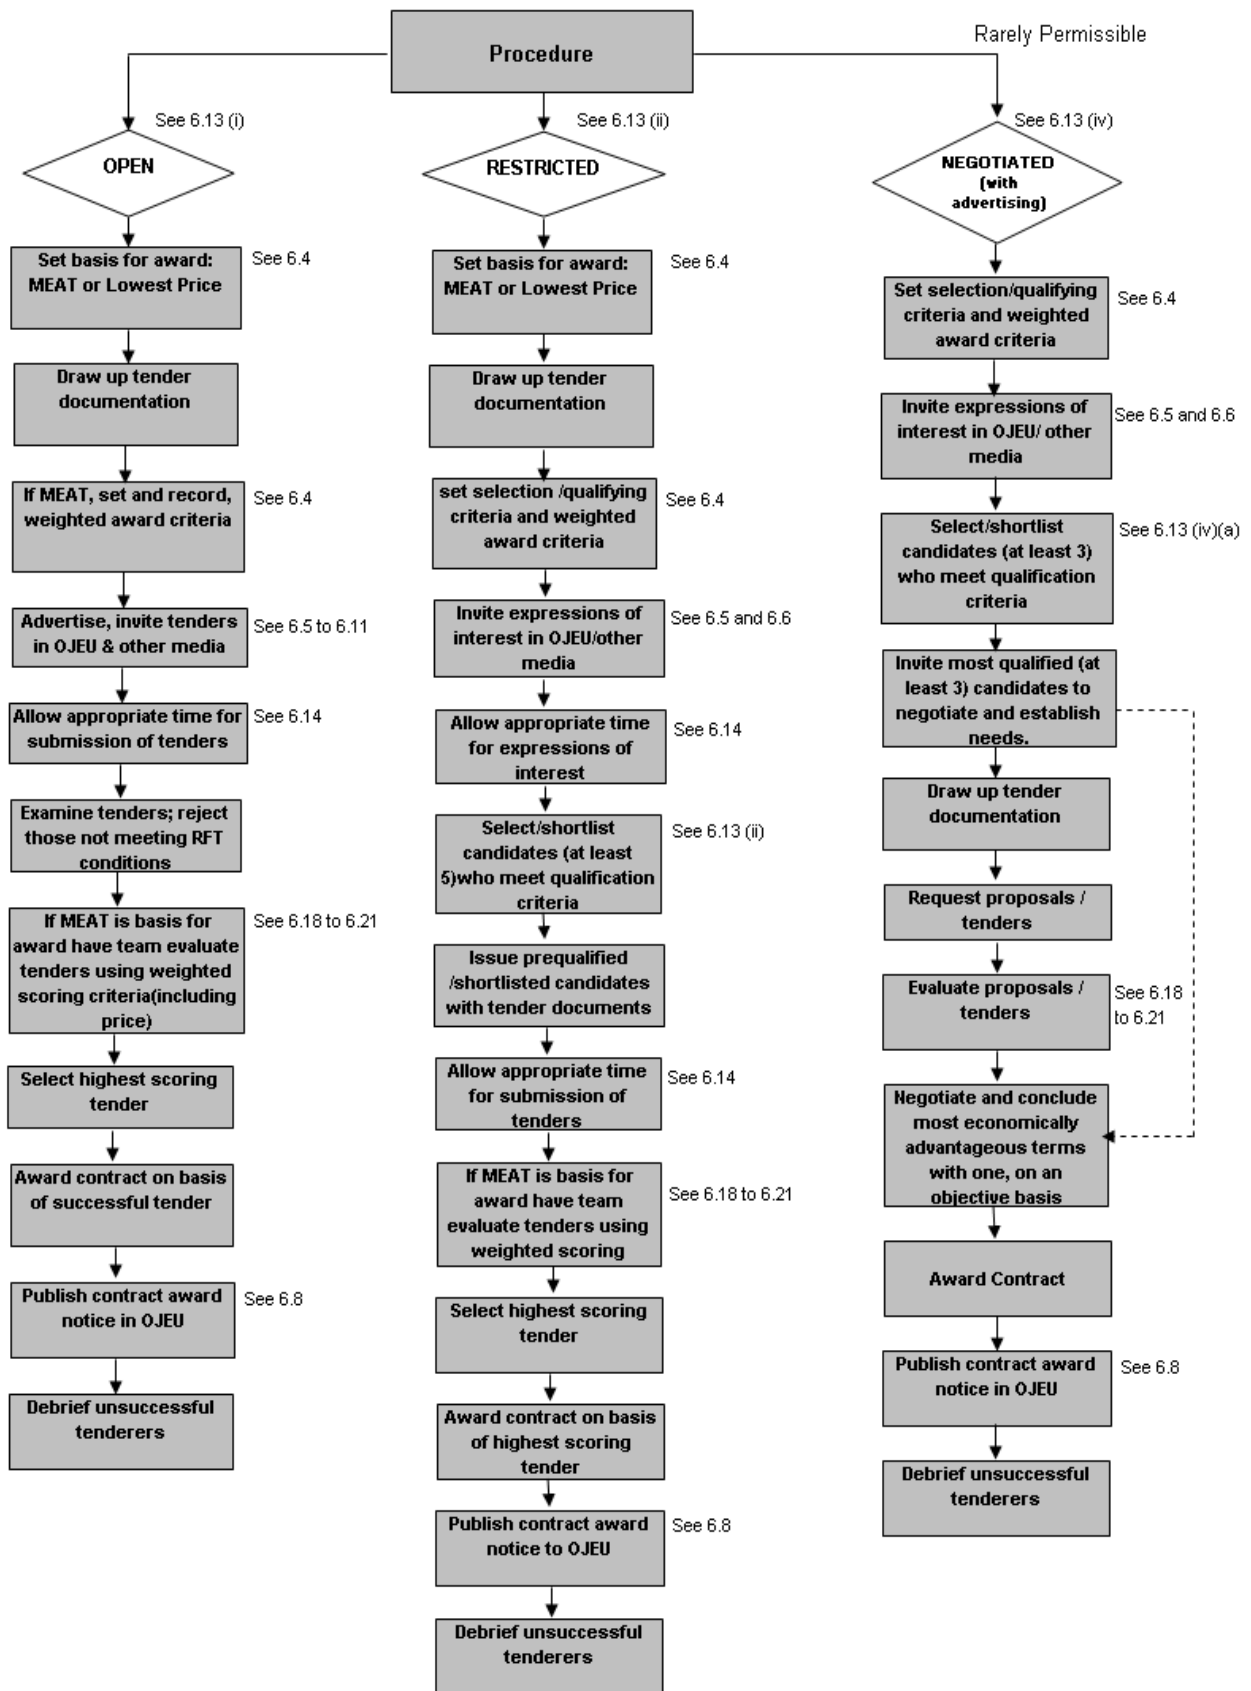 Procedure
Rarely Permissible
See 6.13 (i)
OPEN
Set basis for award:
MEAT or Lowest Price
See 6.4
Draw up tender
documentation
If MEAT, set and record,
weighted award criteria
See 6.4
Advertise, invite tenders
in OJEU & other media
See 6.5 to 6.11
Allow appropriate time for
submission of tenders
See 6.14
Examine tenders; reject
those not meeting RFT
conditions
If MEAT is basis for
award have team evaluate
tenders using weighted
scoring criteria(including
price)
See 6.18 to 6.21
Select highest scoring
tender
Award contract on basis
of successful tender
Publish contract award
notice in OJEU
See 6.8
Debrief unsuccessful
tenderers
See 6.13 (ii)
RESTRICTED
Set basis for award:
MEAT or Lowest Price
See 6.4
Draw up tender
documentation
set selection /qualifying
criteria and weighted
award criteria
See 6.4
Invite expressions of
interest in OJEU/other
media
See 6.5 and 6.6
Allow appropriate time
for expressions of
interest
See 6.14
Select/shortlist
candidates (at least
5)who meet qualification
criteria
See 6.13 (ii)
Issue prequalified
/shortlisted candidates
with tender documents
Allow appropriate time
for submission of
tenders
See 6.14
If MEAT is basis for
award have team
evaluate tenders using
weighted scoring
See 6.18 to 6.21
Select highest scoring
tender
Award contract on basis
of highest scoring
tender
Publish contract award
notice to OJEU
See 6.8
Debrief unsuccessful
tenderers
See 6.13 (iv)
NEGOTIATED
(with
advertising)
Set selection/qualifying
criteria and weighted
award criteria
See 6.4
Invite expressions of
interest in OJEU/ other
media
See 6.5 and 6.6
Select/shortlist
candidates (at least 3)
who meet qualification
criteria
See 6.13 (iv)(a)
Invite most qualified (at
least 3) candidates to
negotiate and establish
needs.
Draw up tender
documentation
Request proposals /
tenders
Evaluate proposals /
tenders
See 6.18
to 6.21
Negotiate and conclude
most economically
advantageous terms
with one, on an
objective basis
Award Contract
Publish contract award
notice in OJEU
See 6.8
Debrief unsuccessful
tenderers